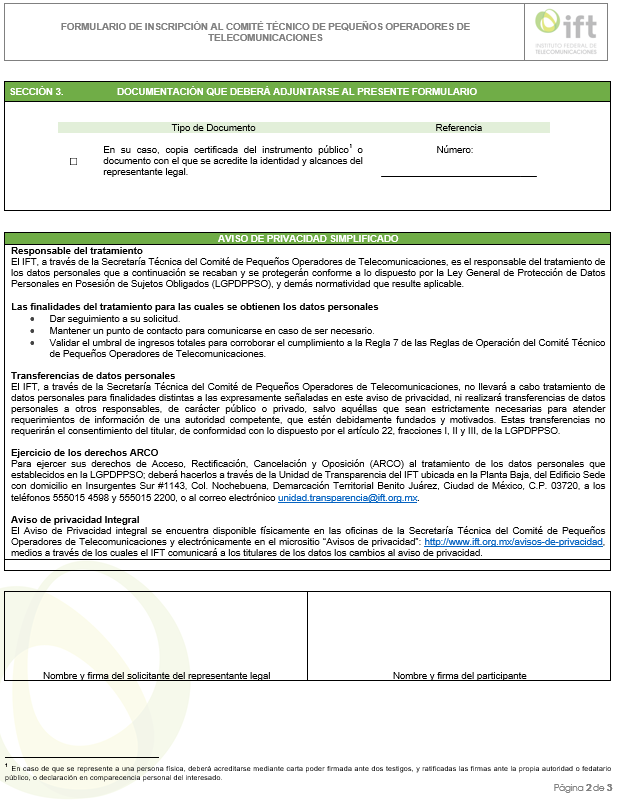 FORMULARIO DE INSCRIPCIÓN AL COMITÉ TÉCNICO DE PEQUEÑOS OPERADORES DE
TELECOMUNICACIONES
ift
INSTITUTO FEDERAL DE
TELECOMUNICACIONES
SECCIÓN 3. DOCUMENTACIÓN QUE DEBERÁ ADJUNTARSE AL PRESENTE FORMULARIO
Tipo de Documento Referencia
☐ En su caso, copia certificada del instrumento público¹ o Número:
documento con el que se acredite la identidad y alcances del
representante legal. ____________________
AVISO DE PRIVACIDAD SIMPLIFICADO
Responsable del tratamiento
El IFT, a través de la Secretaría Técnica del Comité de Pequeños Operadores de Telecomunicaciones, es el responsable del tratamiento de
los datos personales que a continuación se recaban y se protegerán conforme a lo dispuesto por la Ley General de Protección de Datos
Personales en Posesión de Sujetos Obligados (LGPDPPSO), y demás normatividad que resulte aplicable.
Las finalidades del tratamiento para las cuales se obtienen los datos personales
• Dar seguimiento a su solicitud.
• Mantener un punto de contacto para comunicarse en caso de ser necesario.
• Validar el umbral de ingresos totales para corroborar el cumplimiento a la Regla 7 de las Reglas de Operación del Comité Técnico
de Pequeños Operadores de Telecomunicaciones.
Transferencias de datos personales
El IFT, a través de la Secretaría Técnica del Comité de Pequeños Operadores de Telecomunicaciones, no llevará a cabo tratamiento de
datos personales para finalidades distintas a las expresamente señaladas en este aviso de privacidad, ni realizará transferencias de datos
personales a otros responsables, de carácter público o privado, salvo aquéllas que sean estrictamente necesarias para atender
requerimientos de información de una autoridad competente, que estén debidamente fundados y motivados. Estas transferencias no
requerirán el consentimiento del titular, de conformidad con lo dispuesto por el artículo 22, fracciones I, II y III, de la LGPDPPSO.
Ejercicio de los derechos ARCO
Para ejercer sus derechos de Acceso, Rectificación, Cancelación y Oposición (ARCO) al tratamiento de los datos personales que
establecidos en la LGPDPPSO; deberá hacerlos a través de la Unidad de Transparencia del IFT ubicada en la Planta Baja, del Edificio Sede
con domicilio en Insurgentes Sur #1143, Col. Nochebuena, Demarcación Territorial Benito Juárez, Ciudad de México, C.P. 03720, a los
teléfonos 555015 4598 y 555015 2200, o al correo electrónico unidad.transparencia@ift.org.mx.
Aviso de privacidad Integral
El Aviso de Privacidad integral se encuentra disponible físicamente en las oficinas de la Secretaría Técnica del Comité de Pequeños
Operadores de Telecomunicaciones y electrónicamente en el micrositio “Avisos de privacidad”: http://www.ift.org.mx/avisos-de-privacidad,
medios a través de los cuales el IFT comunicará a los titulares de los datos los cambios al aviso de privacidad.
Nombre y firma del solicitante del representante legal Nombre y firma del participante
¹ En caso de que se represente a una persona física, deberá acreditarse mediante carta poder firmada ante dos testigos, y ratificadas las firmas ante la propia autoridad o fedatario
público, o declaración en comparecencia personal del interesado.
Página 2 de 3